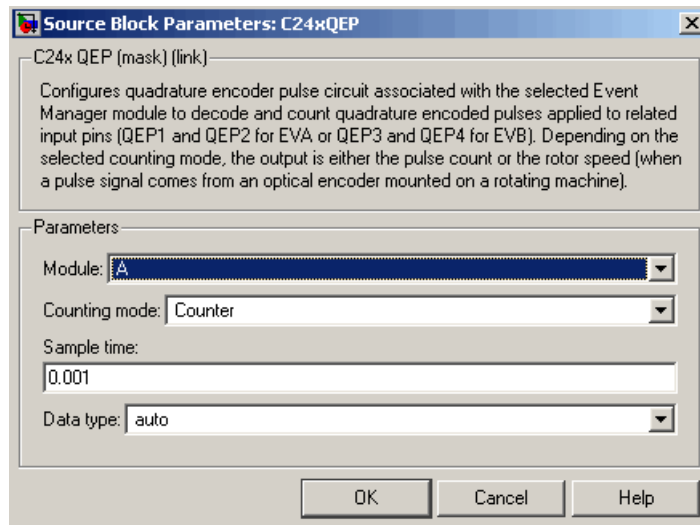 Source Block Parameters: C24xQEP
C24x QEP (mask) (link)
Configures quadrature encoder pulse circuit associated with the selected Event
Manager module to decode and count quadrature encoded pulses applied to related
input pins (QEP1 and QEP2 for EVA or QEP3 and QEP4 for EVB). Depending on the
selected counting mode, the output is either the pulse count or the rotor speed (when
a pulse signal comes from an optical encoder mounted on a rotating machine).
Parameters
Module: A
Counting mode: Counter
Sample time:
0.001
Data type: auto
OK Cancel Help